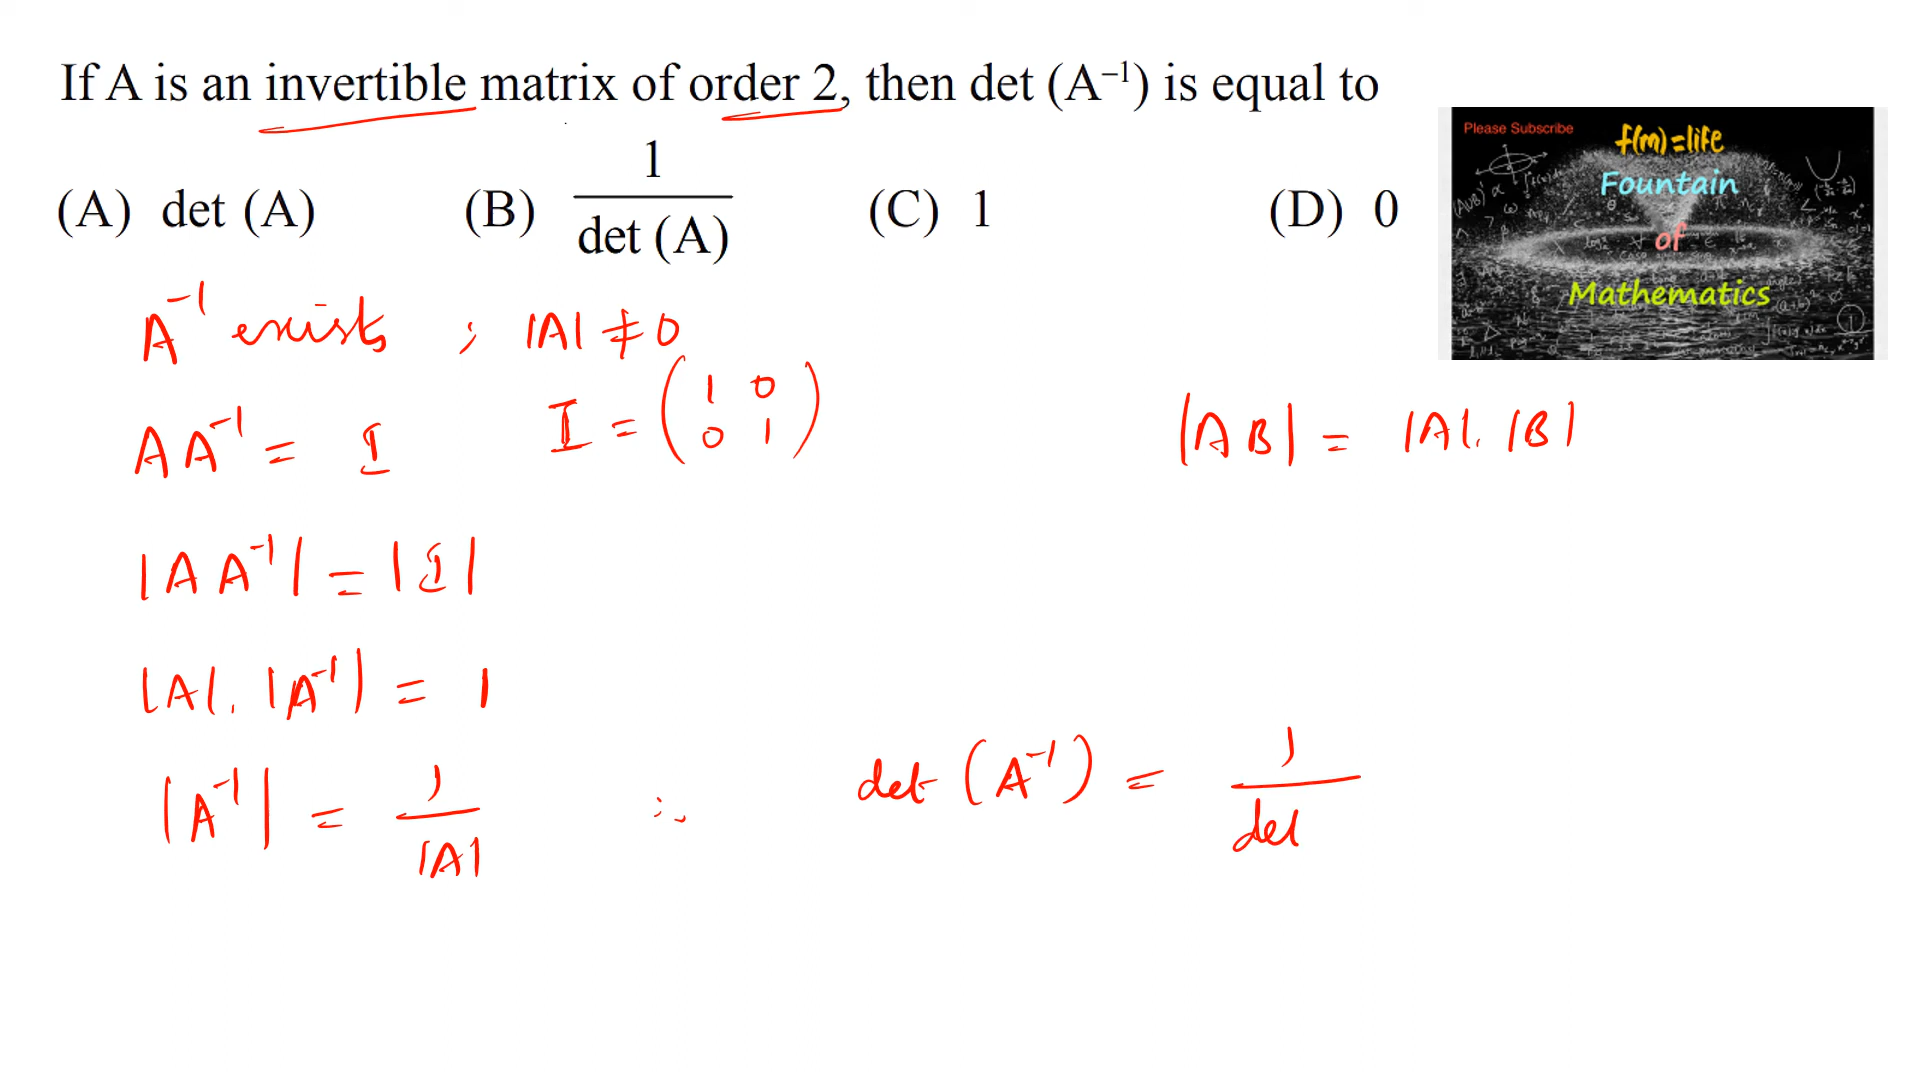 If A is an invertible matrix of order 2, then det (A⁻¹) is equal to
(A) det (A) (B) 1/det (A) (C) 1 (D) 0
Please Subscribe
f(m)=life
Fountain
of
Mathematics
A⁻¹ exists ; |A| ≠ 0
AA⁻¹ = I I = (1 0
0 1)
|AB| = |A|. |B|
|A A⁻¹| = |I|
|A|. |A⁻¹| = 1
|A⁻¹| = 1/|A| ∴ det (A⁻¹) = 1/det